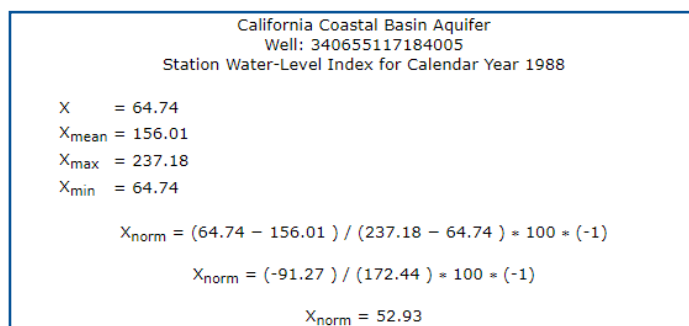 California Coastal Basin Aquifer
Well: 340655117184005
Station Water-Level Index for Calendar Year 1988
X = 64.74
Xmean = 156.01
Xmax = 237.18
Xmin = 64.74
Xnorm = (64.74 − 156.01 ) / (237.18 − 64.74 ) * 100 * (-1)
Xnorm = (-91.27 ) / (172.44 ) * 100 * (-1)
Xnorm = 52.93